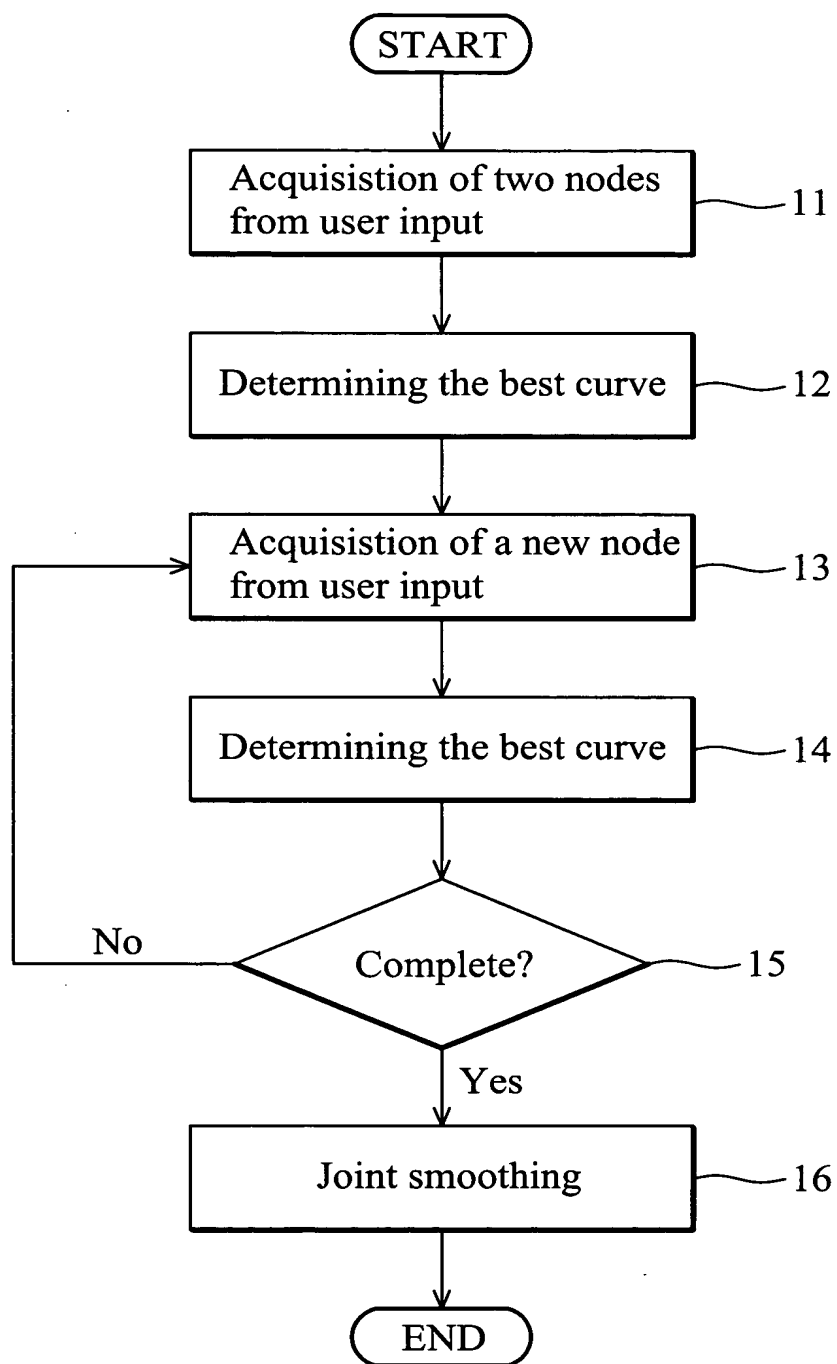 START
Acquisistion of two nodes
from user input
11
Determining the best curve
12
Acquisistion of a new node
from user input
13
Determining the best curve
14
No
Complete?
15
Yes
Joint smoothing
16
END